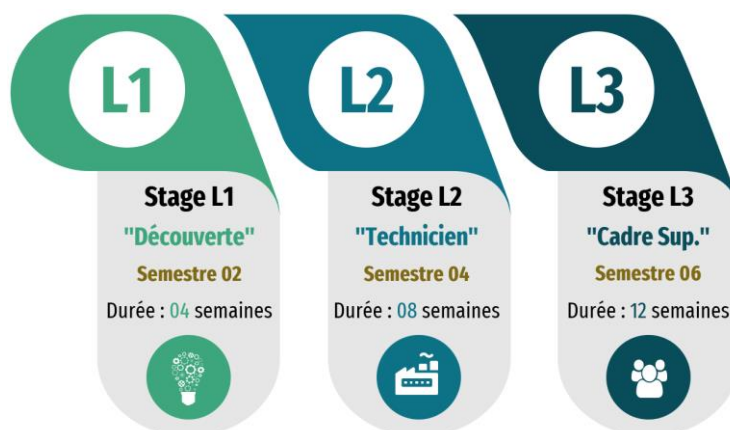 L1
Stage L1
"Découverte"
Semestre 02
Durée : 04 semaines
L2
Stage L2
"Technicien"
Semestre 04
Durée : 08 semaines
L3
Stage L3
"Cadre Sup."
Semestre 06
Durée : 12 semaines